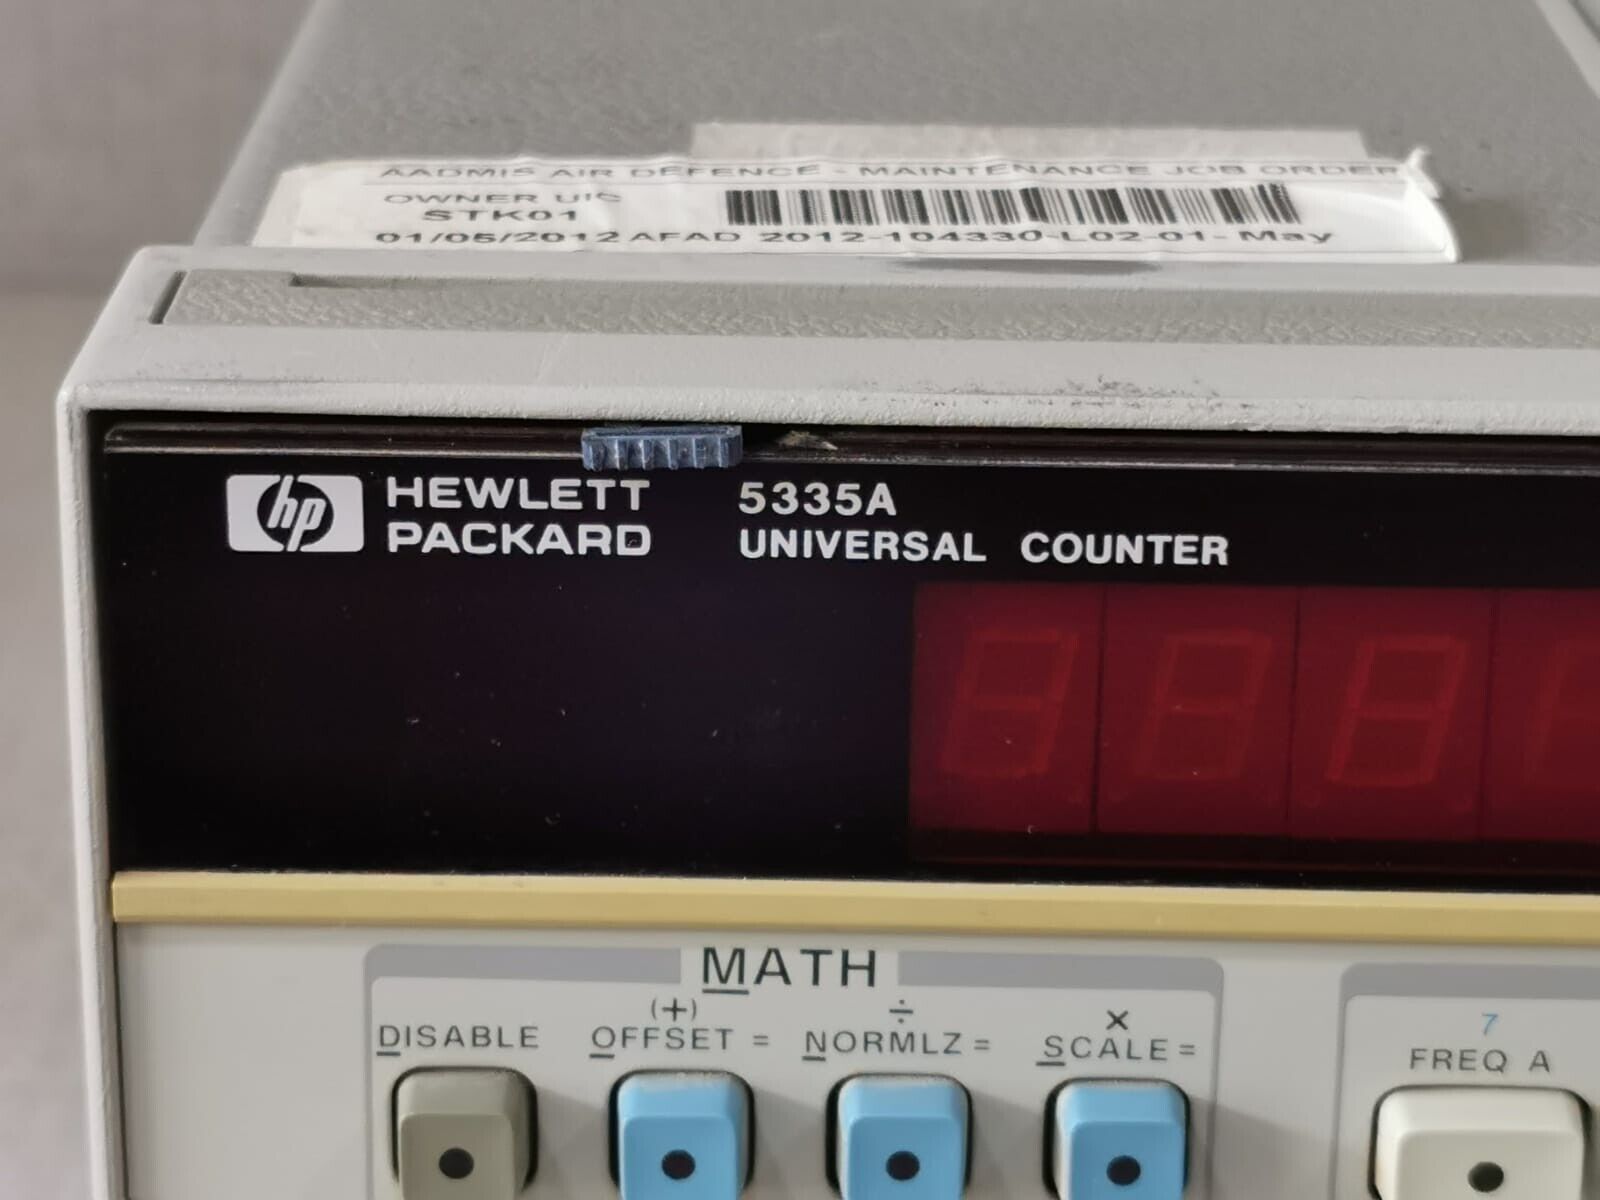 AADMIS AIR DEFENCE - MAINTENANCE JOB ORDER
OWNER UIC
STK01
01/05/2012 AFAD 2012-104330-L02-01- May
hp HEWLETT PACKARD
5335A
UNIVERSAL COUNTER
MATH
DISABLE
(+)
OFFSET =
÷
NORMLZ =
×
SCALE =
7
FREQ A